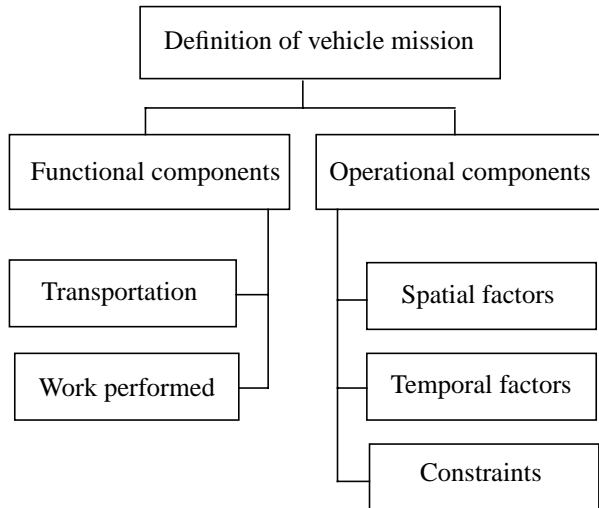 Definition of vehicle mission
Functional components
Operational components
Transportation
Work performed
Spatial factors
Temporal factors
Constraints